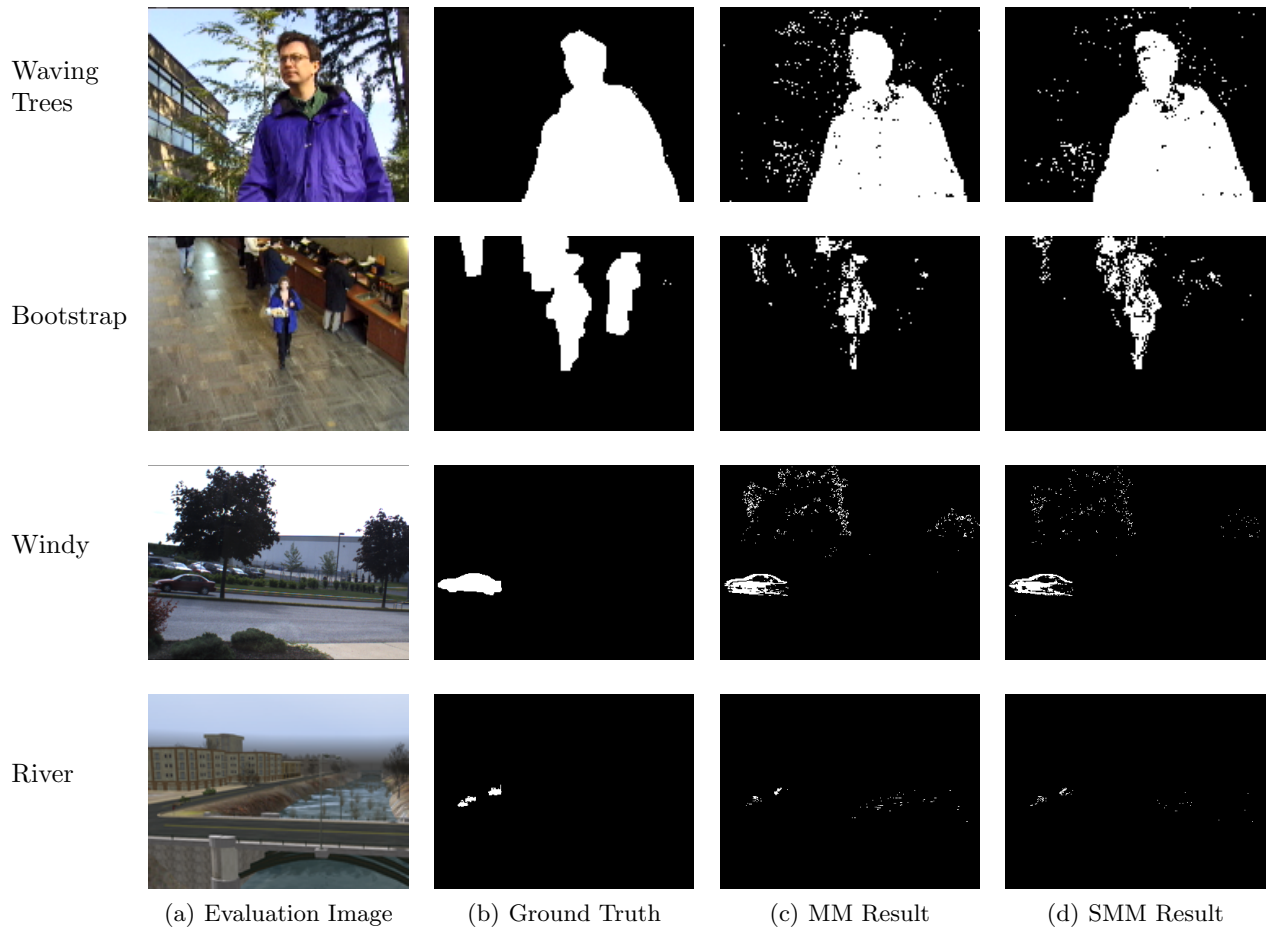 Waving
Trees
Bootstrap
Windy
River
(a) Evaluation Image
(b) Ground Truth
(c) MM Result
(d) SMM Result